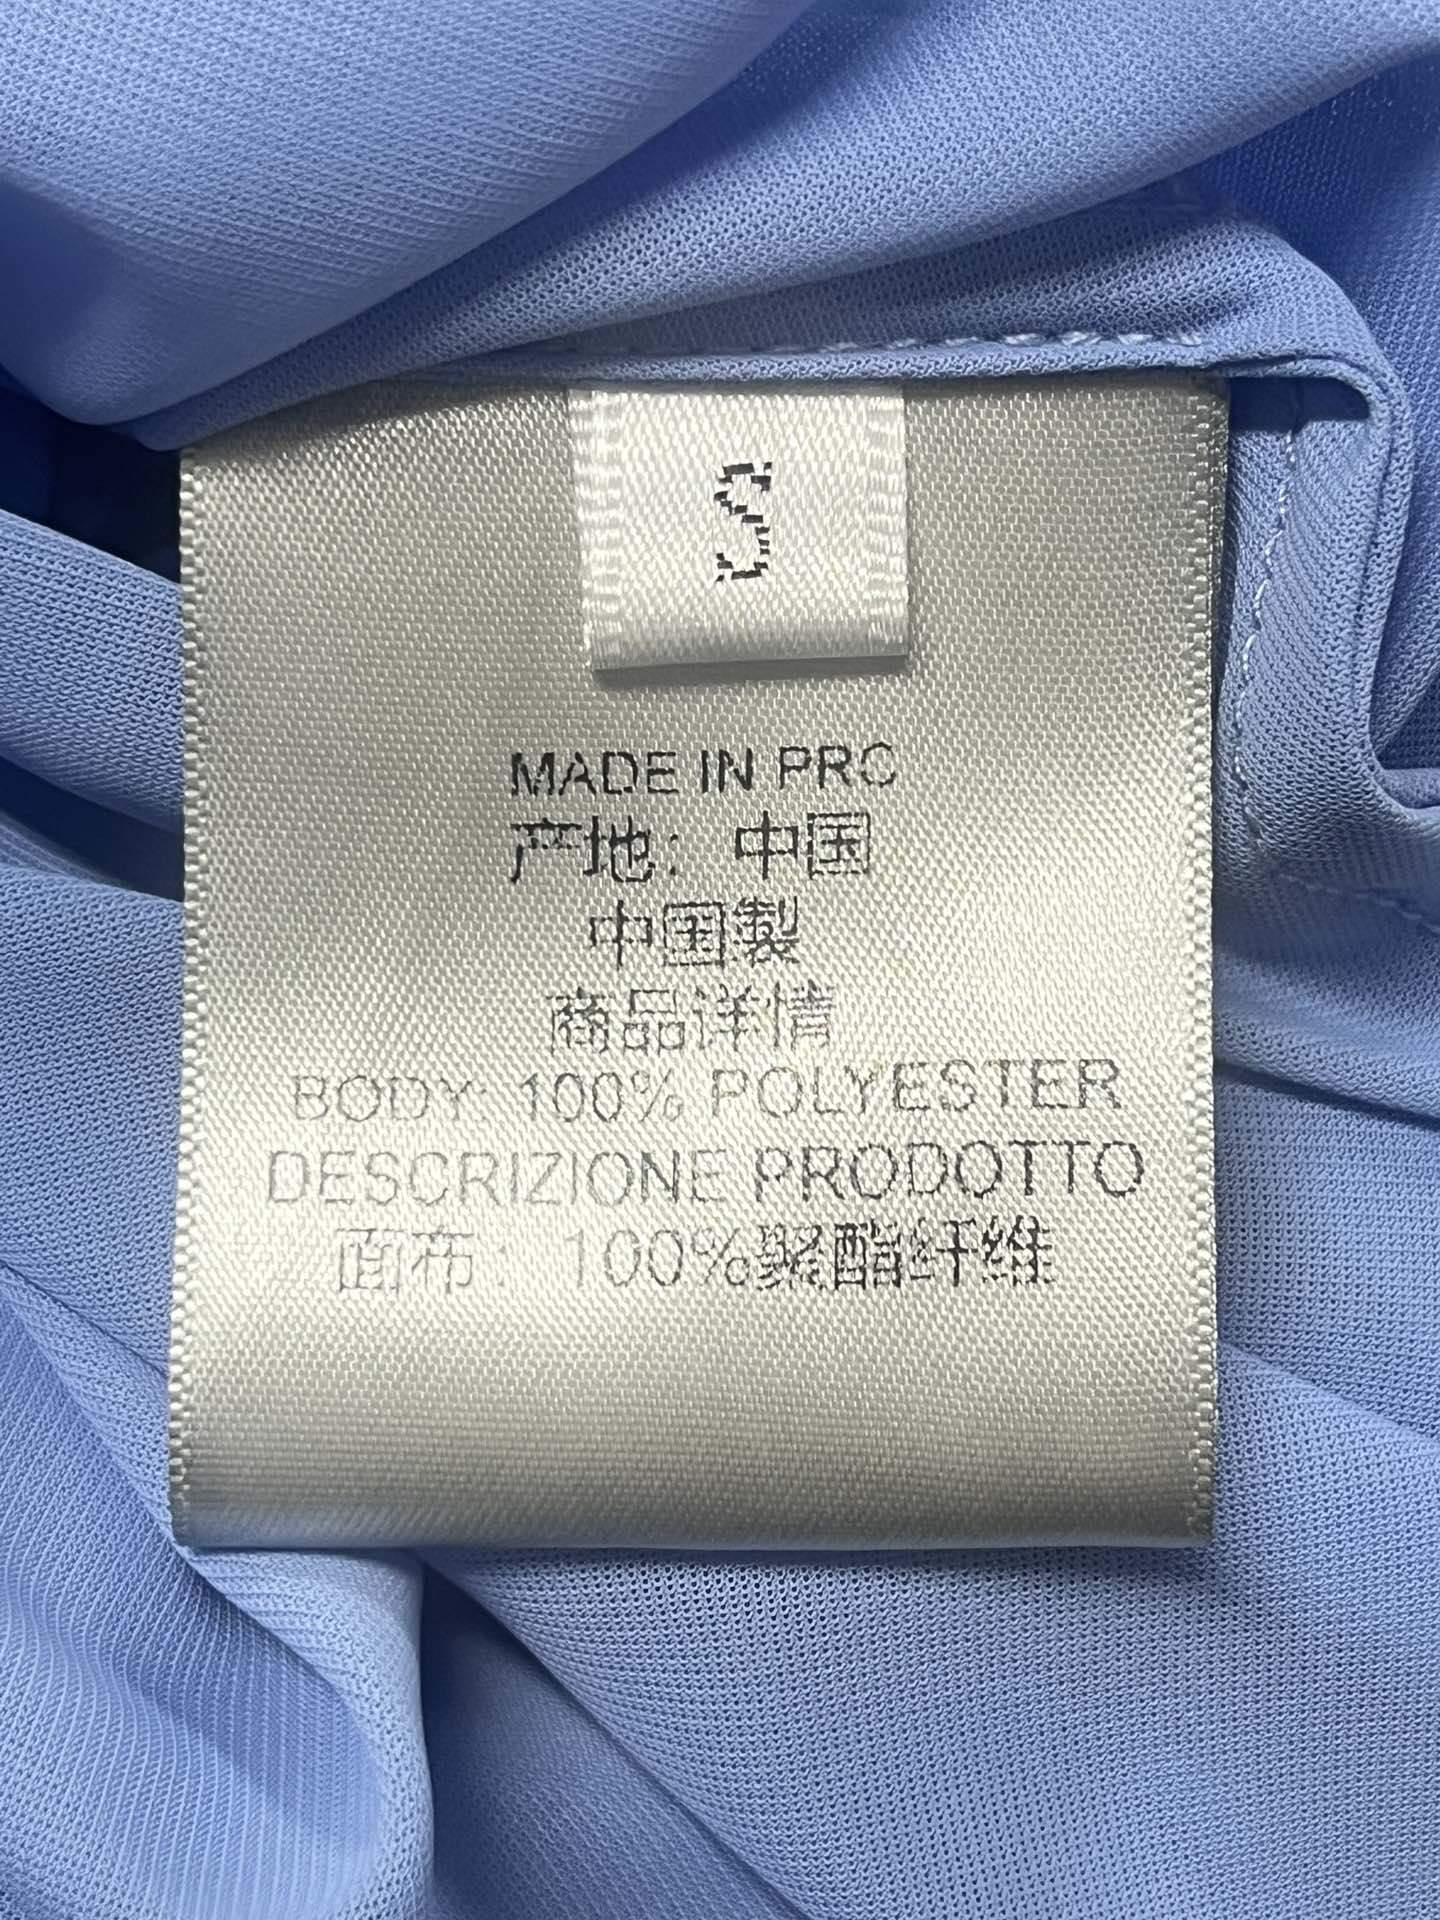 S
MADE IN PRC
产地：中国
中国製
商品详情
BODY: 100% POLYESTER
DESCRIZIONE PRODOTTO
面布：100%聚酯纤维